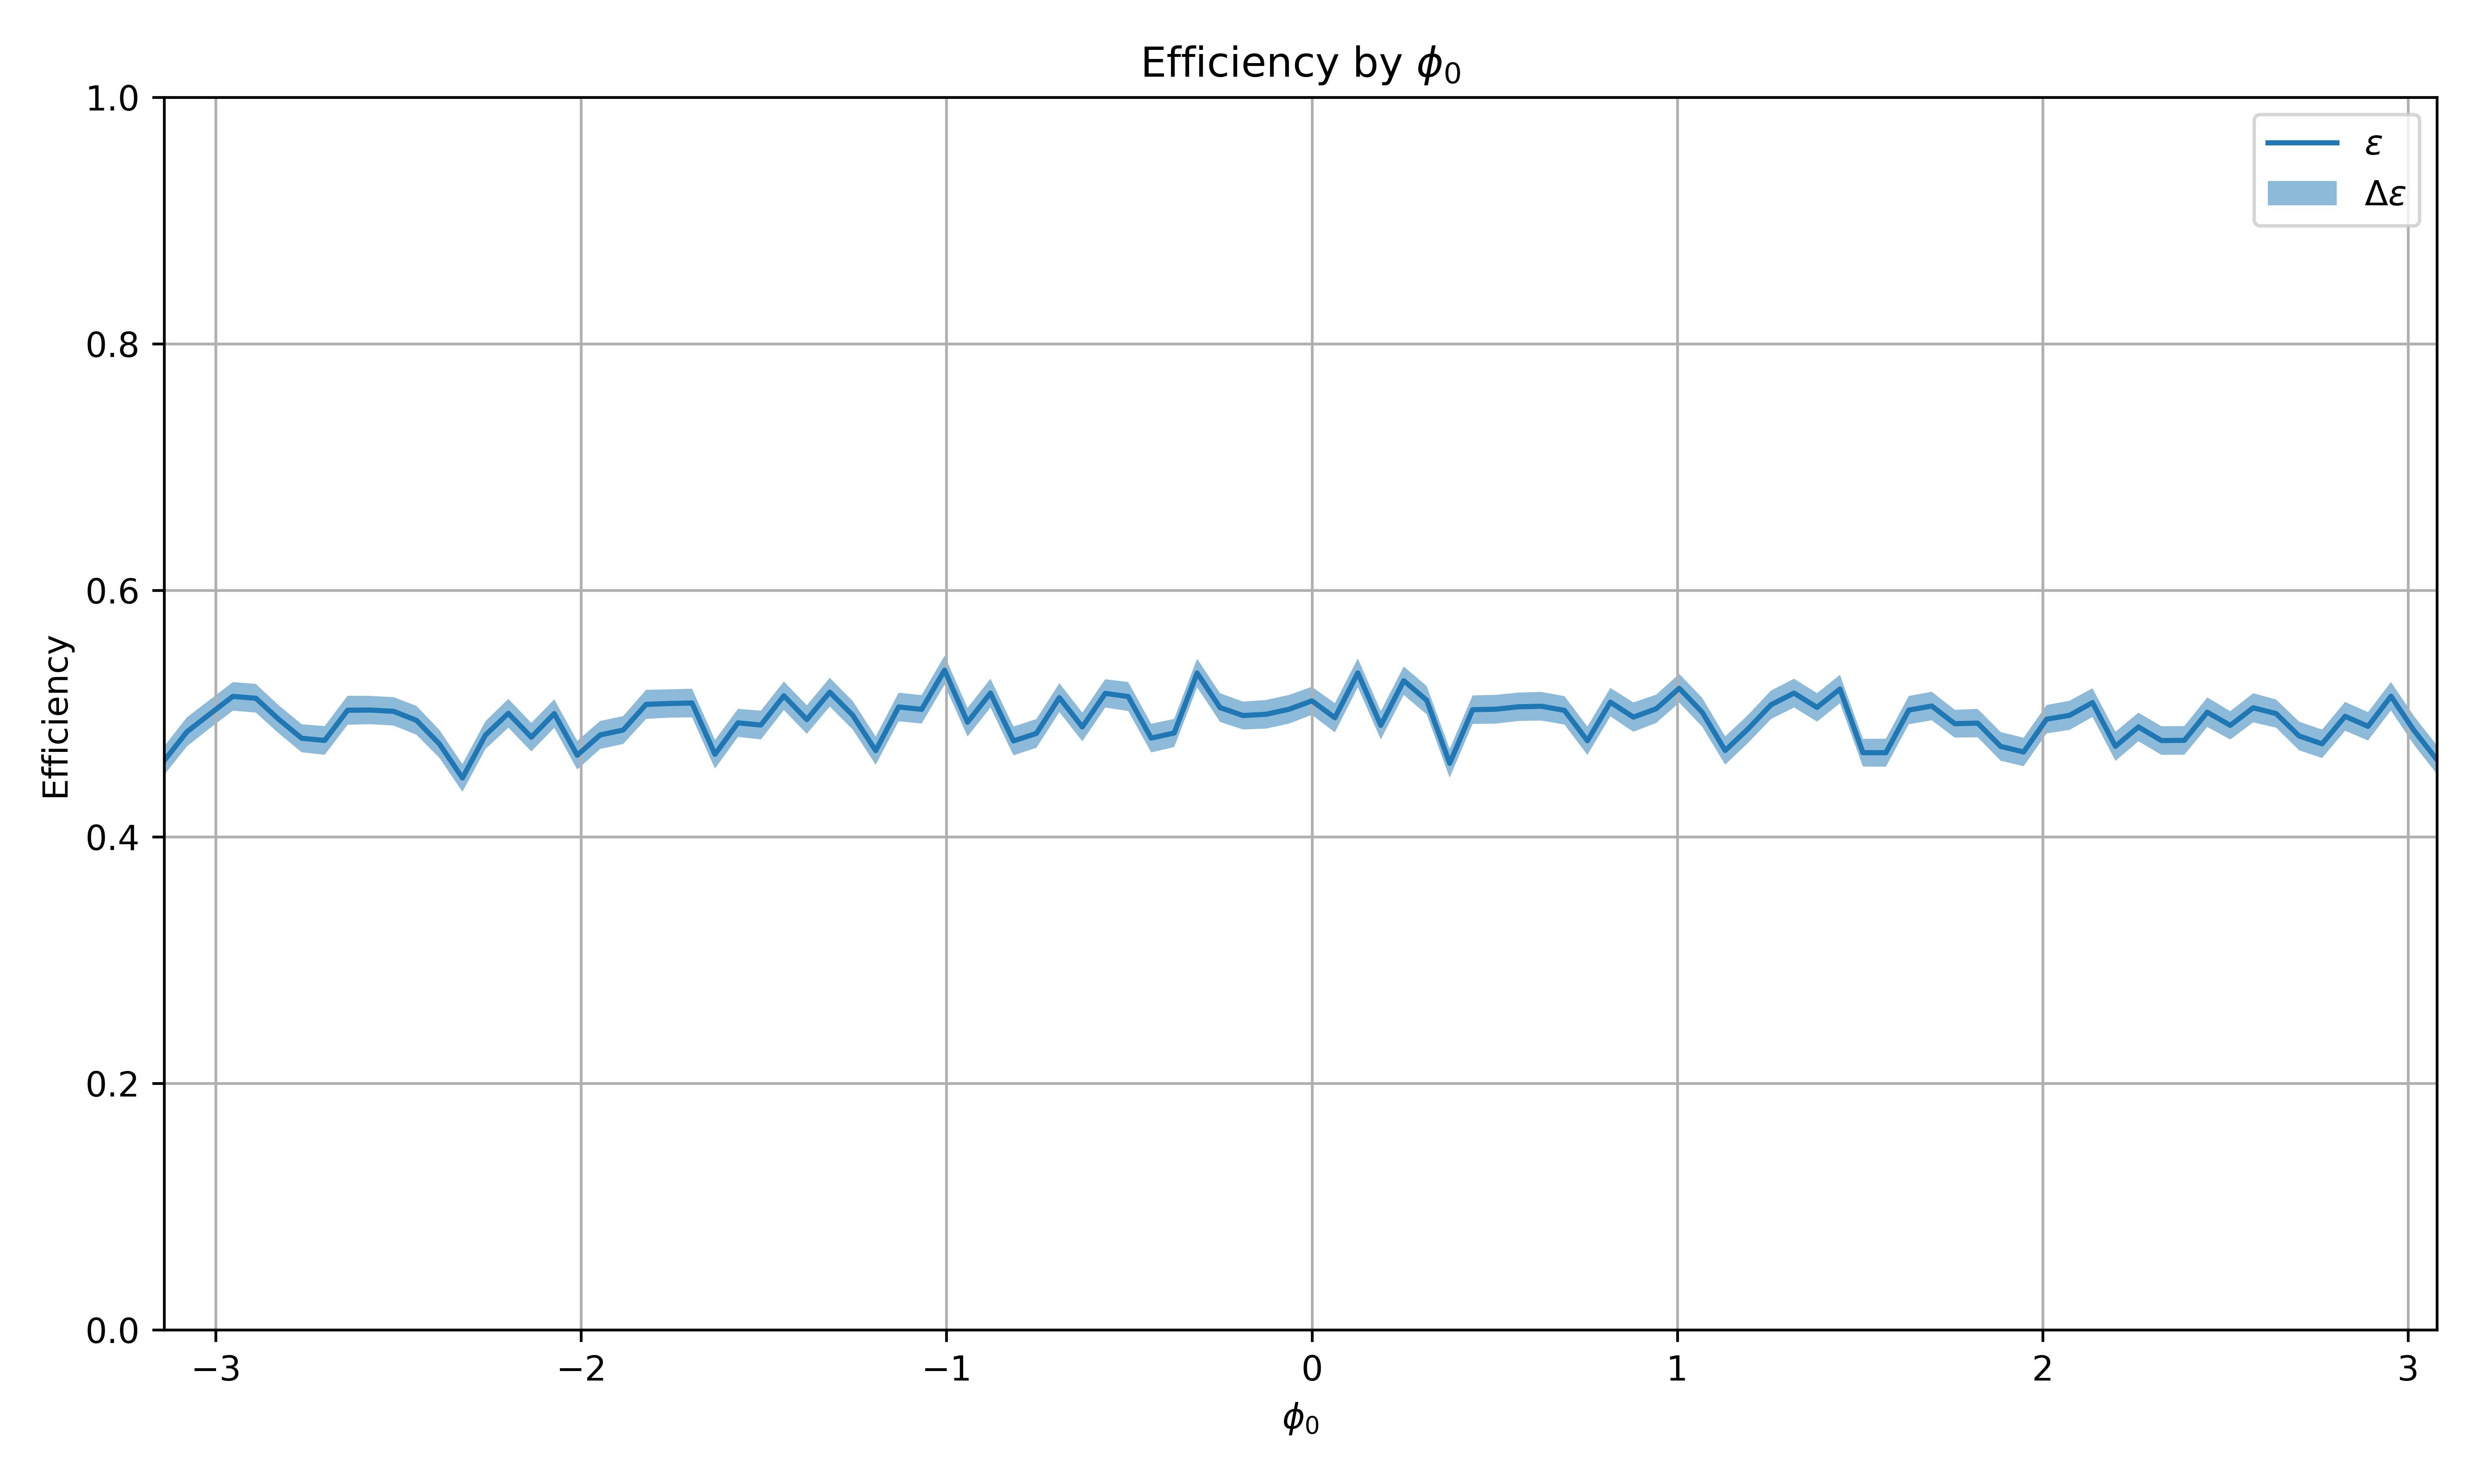 Efficiency by ϕ₀
1.0
0.8
0.6
0.4
0.2
0.0
Efficiency
ε
Δε
−3 −2 −1 0 1 2 3
ϕ₀